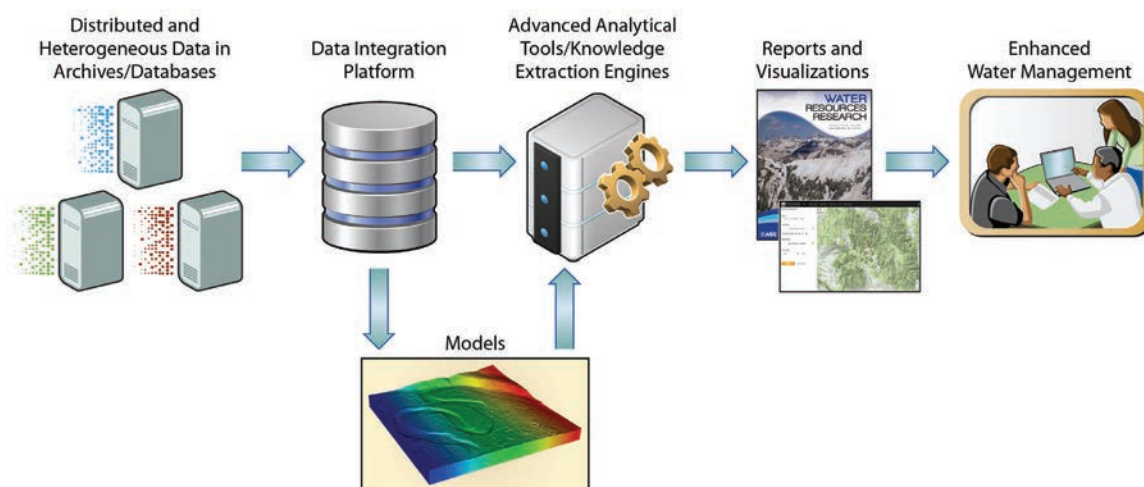 Distributed and
Heterogeneous Data in
Archives/Databases
Data Integration
Platform
Advanced Analytical
Tools/Knowledge
Extraction Engines
Reports and
Visualizations
Enhanced
Water Management
WATER
RESOURCES
RESEARCH
Models